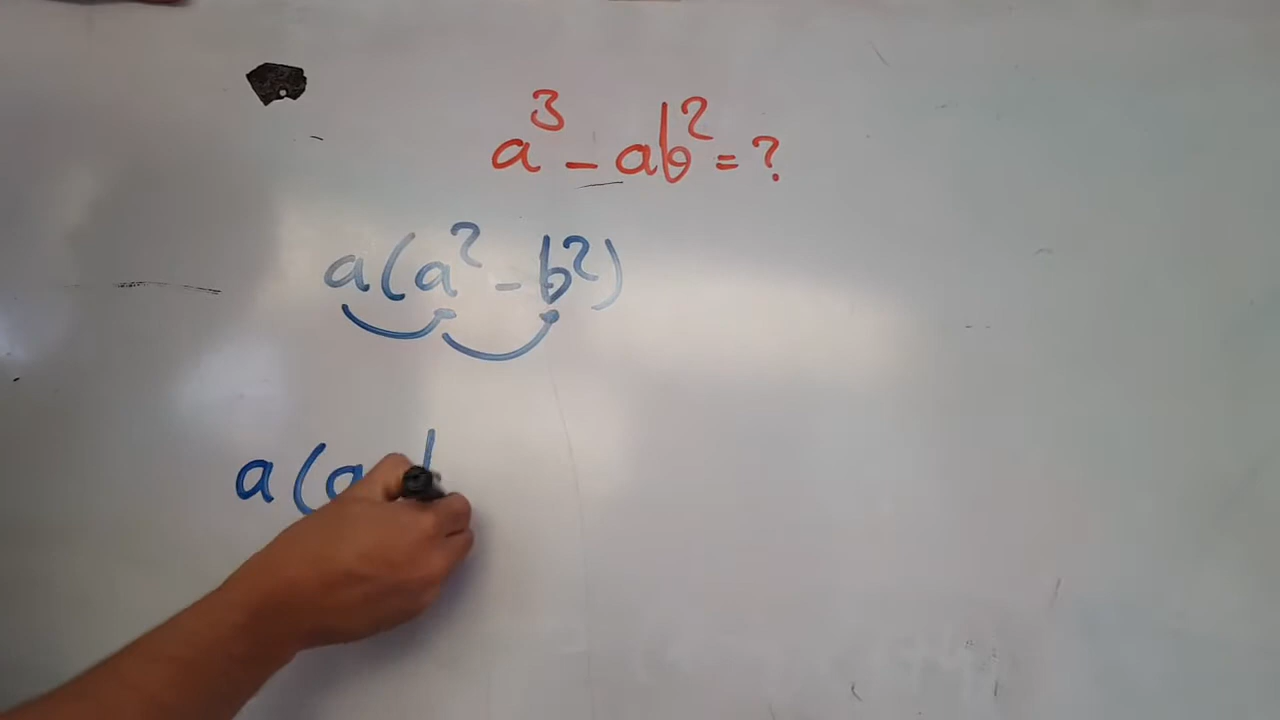 a³ - ab² = ?
a(a² - b²)
a(a